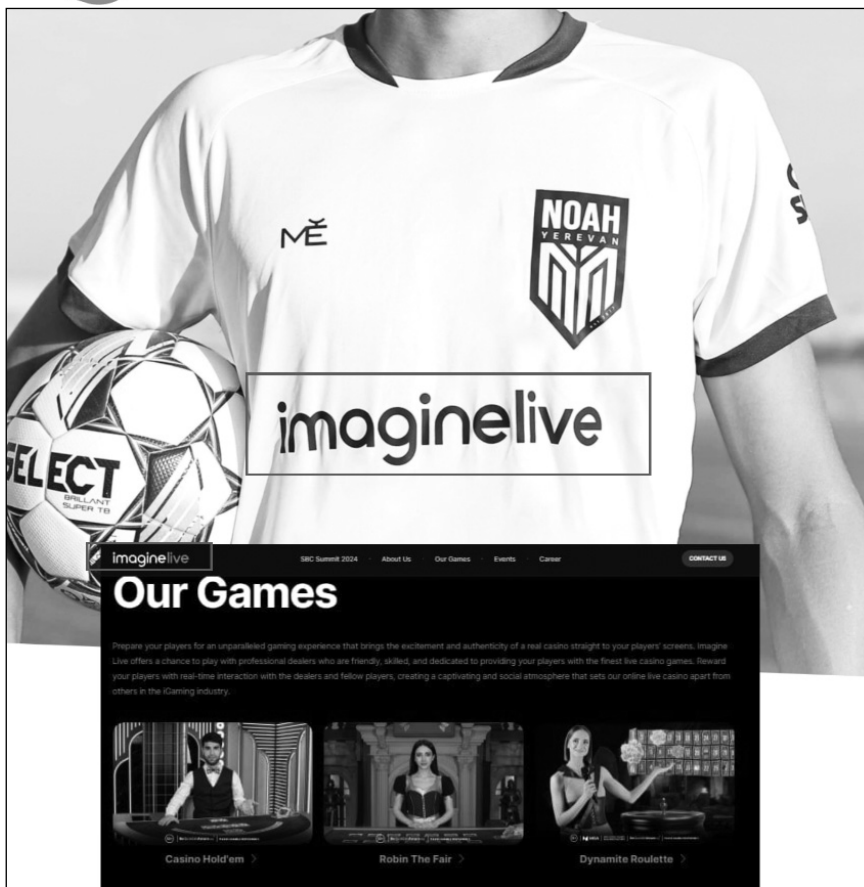 NOAH
YEREVAN
MĚ
imaginelive
SELECT
BRILLANT
SUPER TB
imaginelive
SBC Summit 2024 · About Us · Our Games · Events · Career
CONTACT US
Our Games
Prepare your players for an unparalleled gaming experience that brings the excitement and authenticity of a real casino straight to your players' screens. Imagine
Live offers a chance to play with professional dealers who are friendly, skilled, and dedicated to providing your players with the finest live casino games. Reward
your players with real-time interaction with the dealers and fellow players, creating a captivating and social atmosphere that sets our online live casino apart from
others in the iGaming industry.
Casino Hold'em
Robin The Fair
Dynamite Roulette